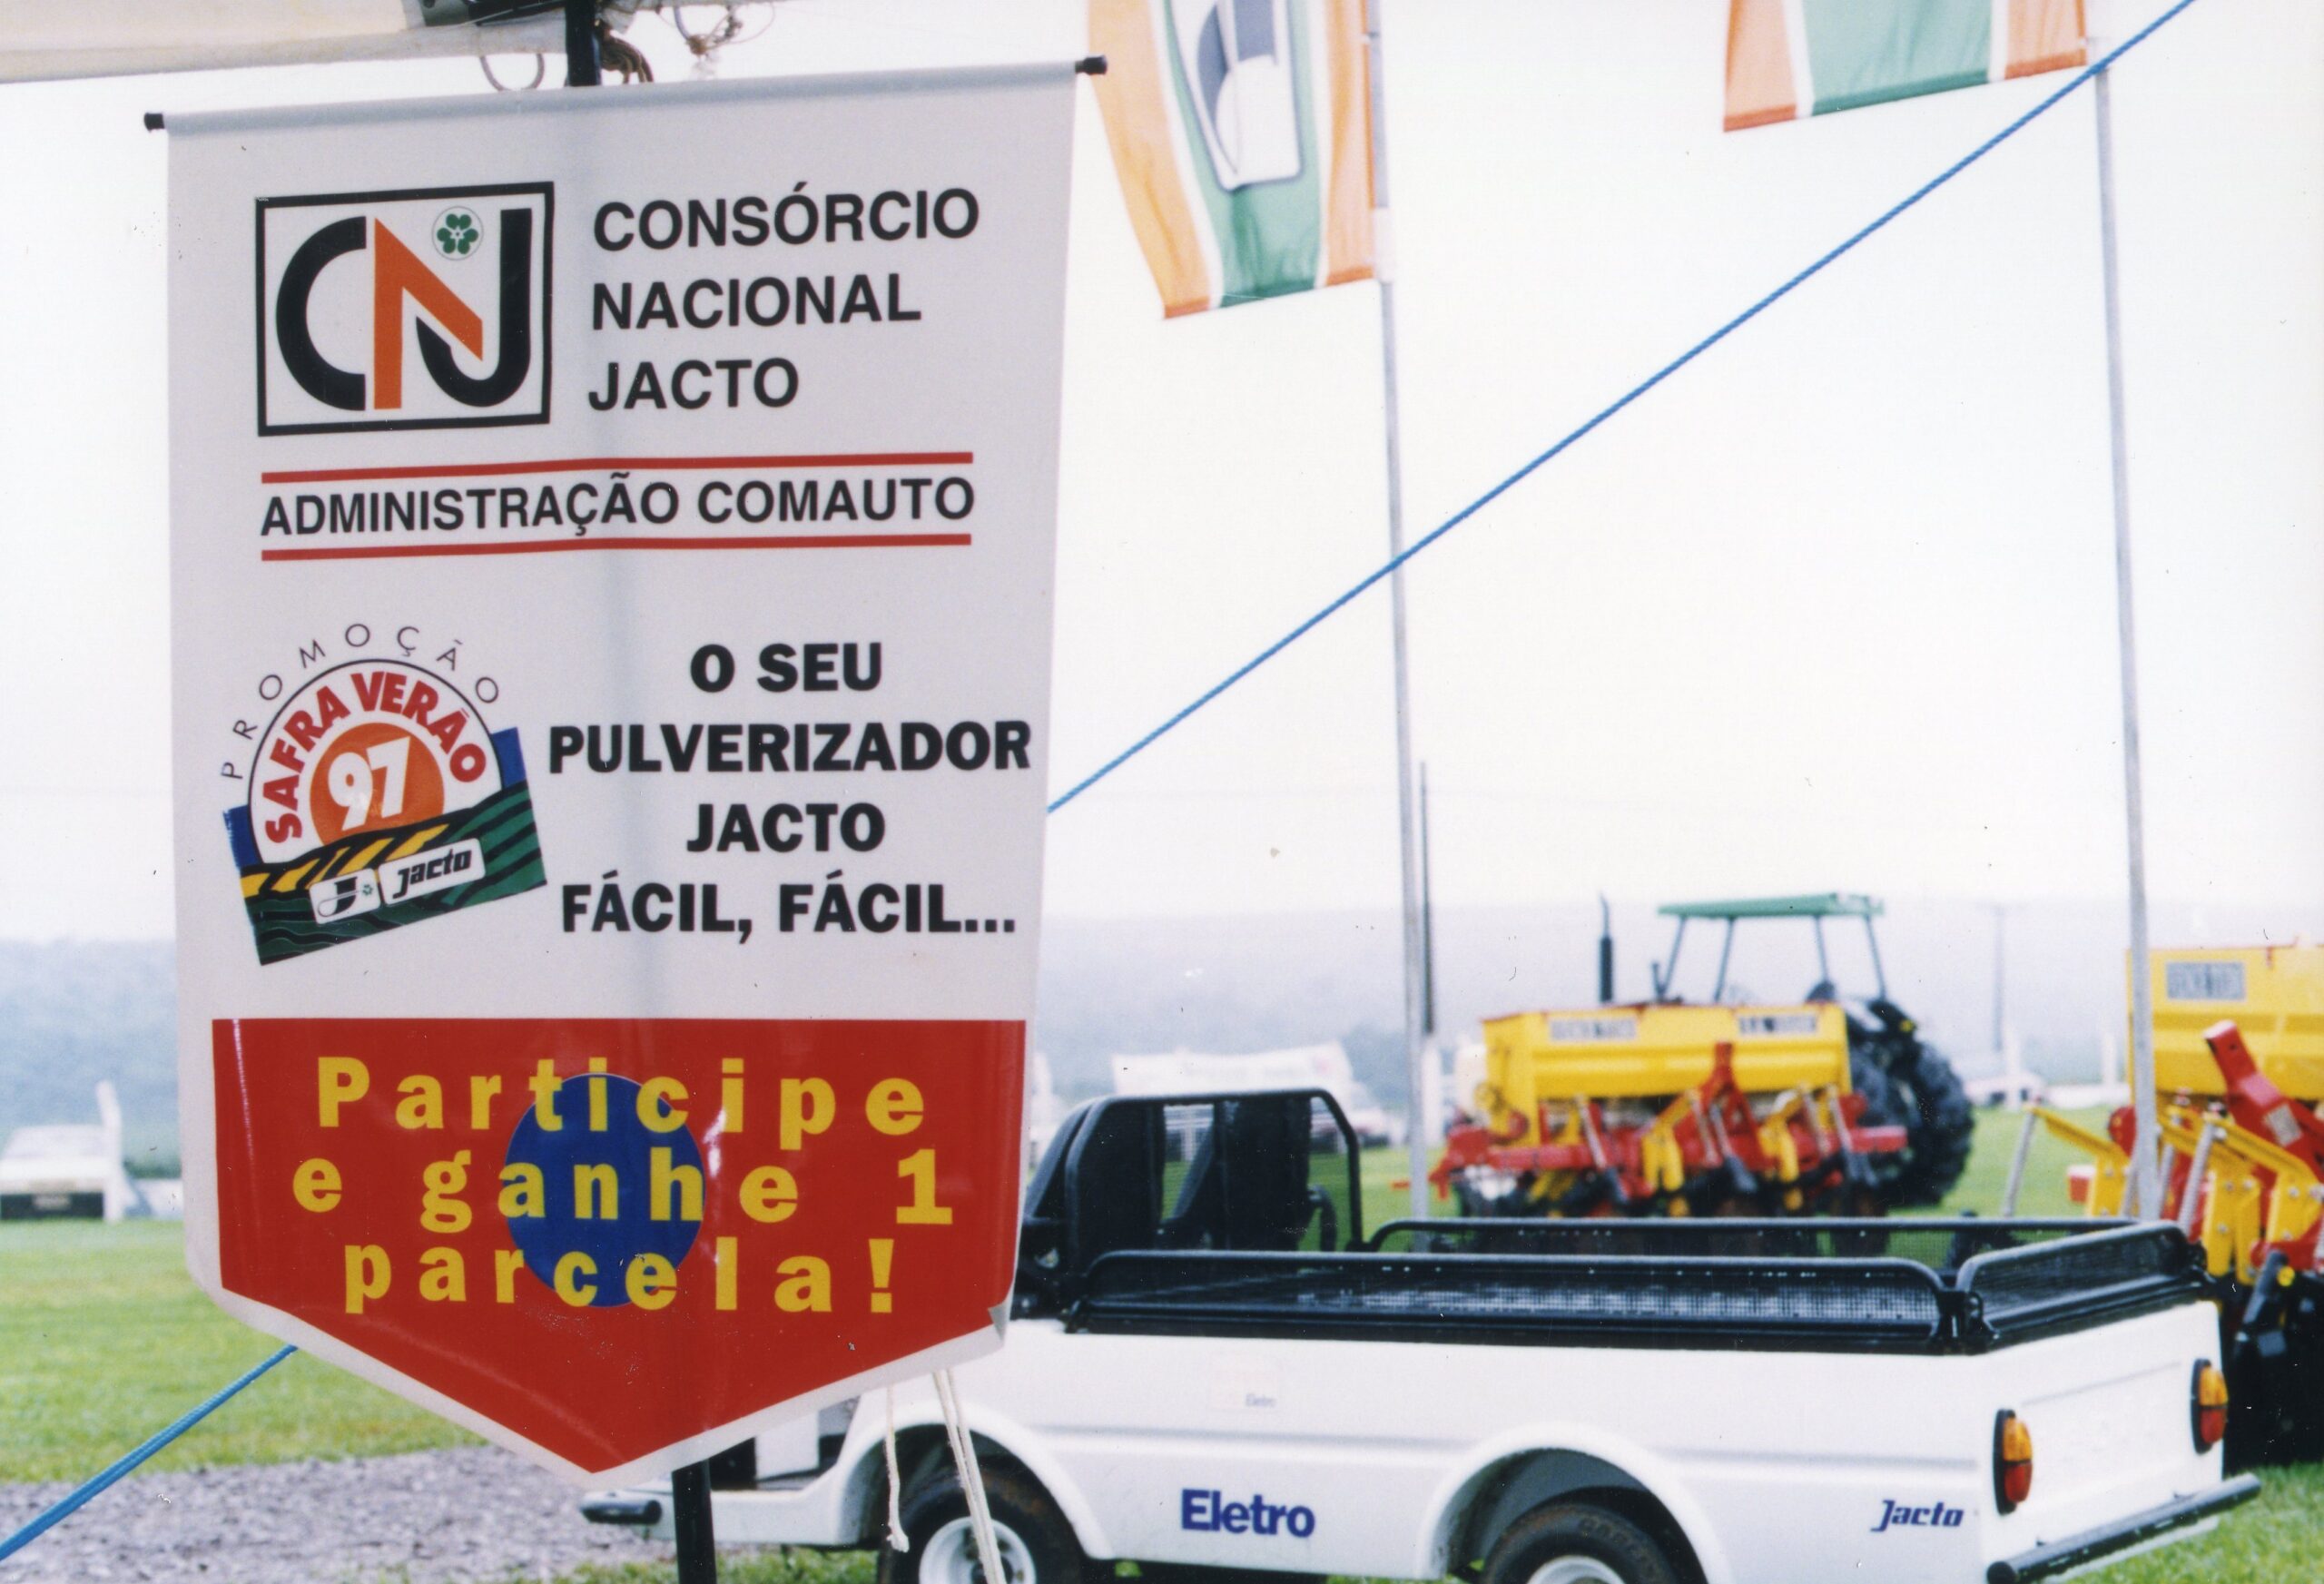 CNJ
CONSÓRCIO
NACIONAL
JACTO
ADMINISTRAÇÃO COMAUTO
PROMOÇÃO
SAFRA VERÃO
97
J Jacto
O SEU
PULVERIZADOR
JACTO
FÁCIL, FÁCIL...
Participe
e ganhe 1
parcela!
Eletro
Eletro
Jacto